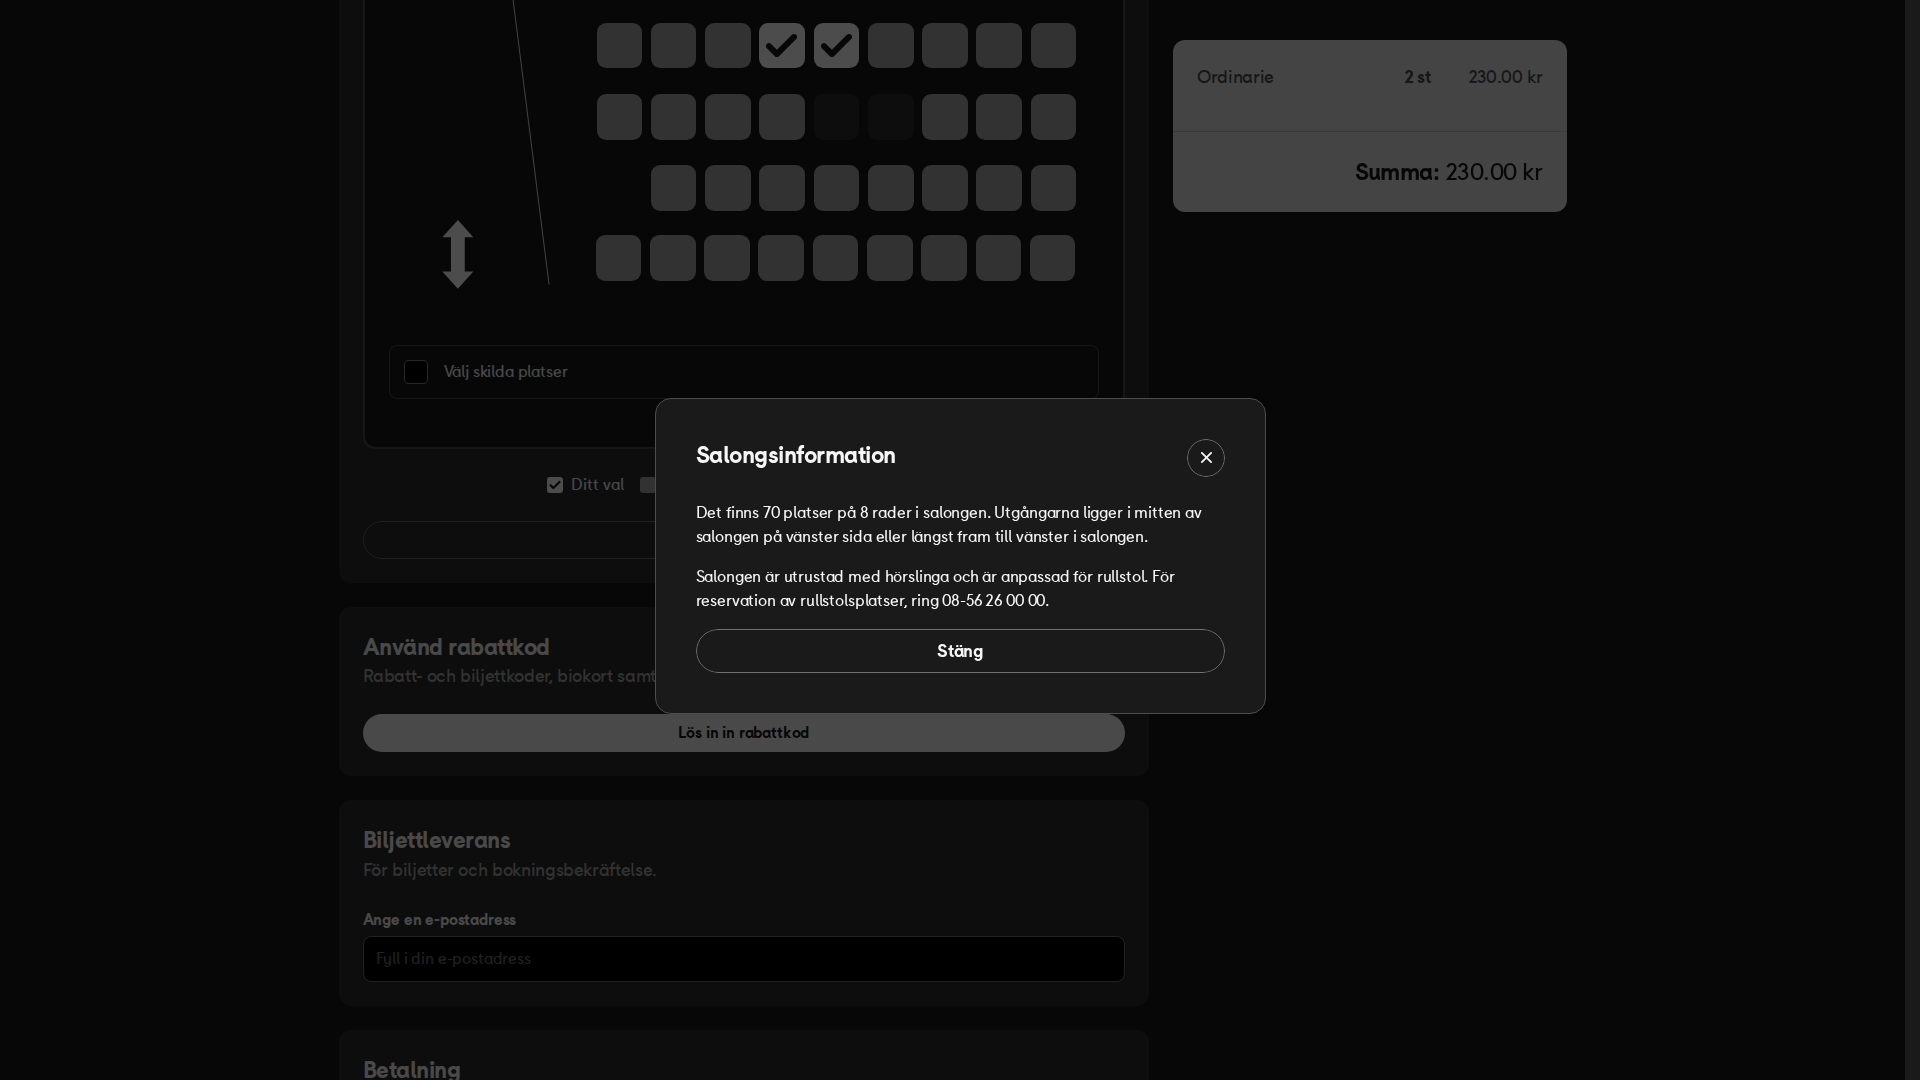 Ordinarie 2 st 230.00 kr
Summa: 230.00 kr
Välj skilda platser
Ditt val
Salongsinformation
Det finns 70 platser på 8 rader i salongen. Utgångarna ligger i mitten av
salongen på vänster sida eller längst fram till vänster i salongen.
Salongen är utrustad med hörslinga och är anpassad för rullstol. För
reservation av rullstolsplatser, ring 08-56 26 00 00.
Stäng
Använd rabattkod
Rabatt- och biljettkoder, biokort samt
Lös in in rabattkod
Biljettleverans
För biljetter och bokningsbekräftelse.
Ange en e-postadress
Fyll i din e-postadress
Betalning